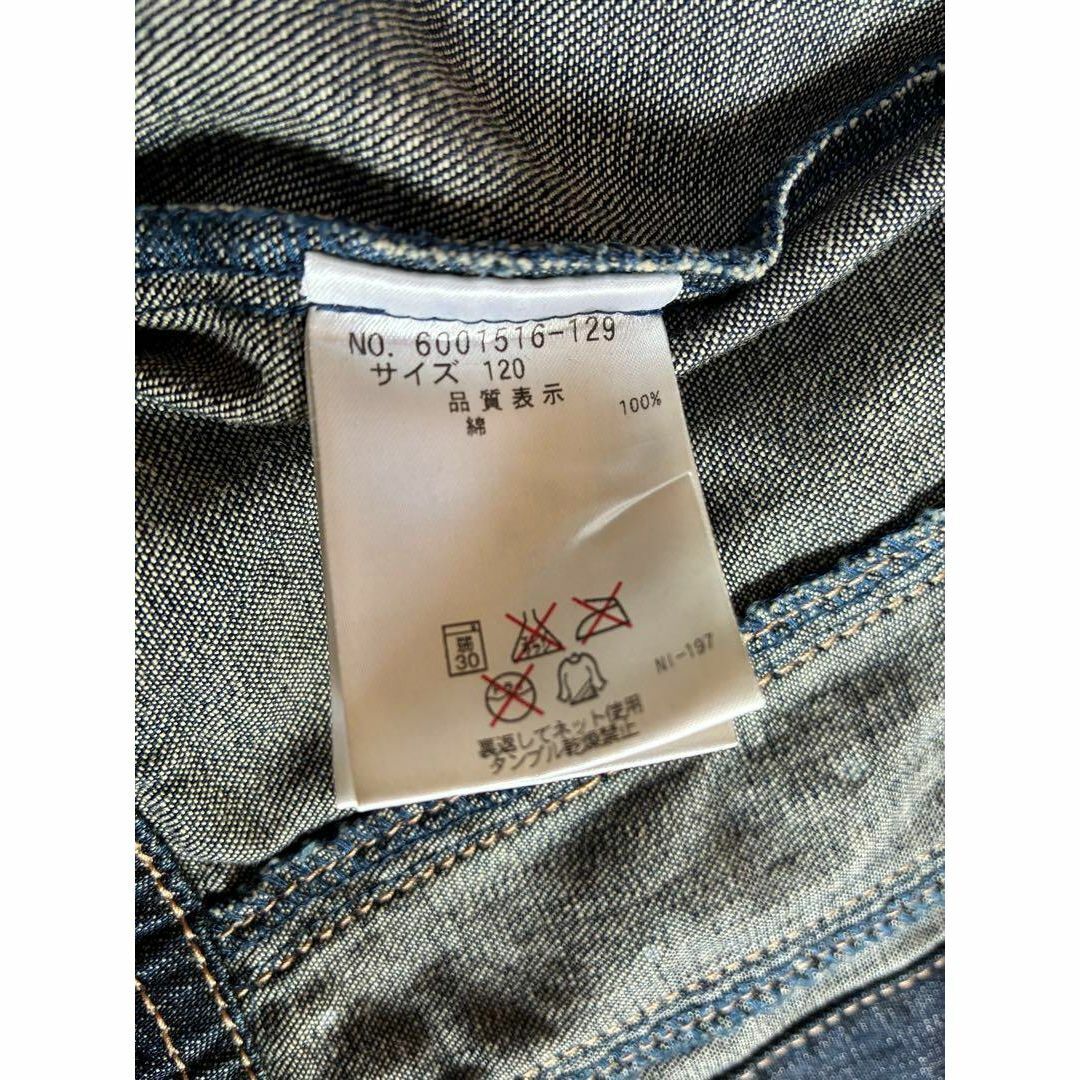 NO. 6001516-129
サイズ 120
品質表示
綿 100%
弱
30
NI-197
裏返してネット使用
タンブル乾燥禁止